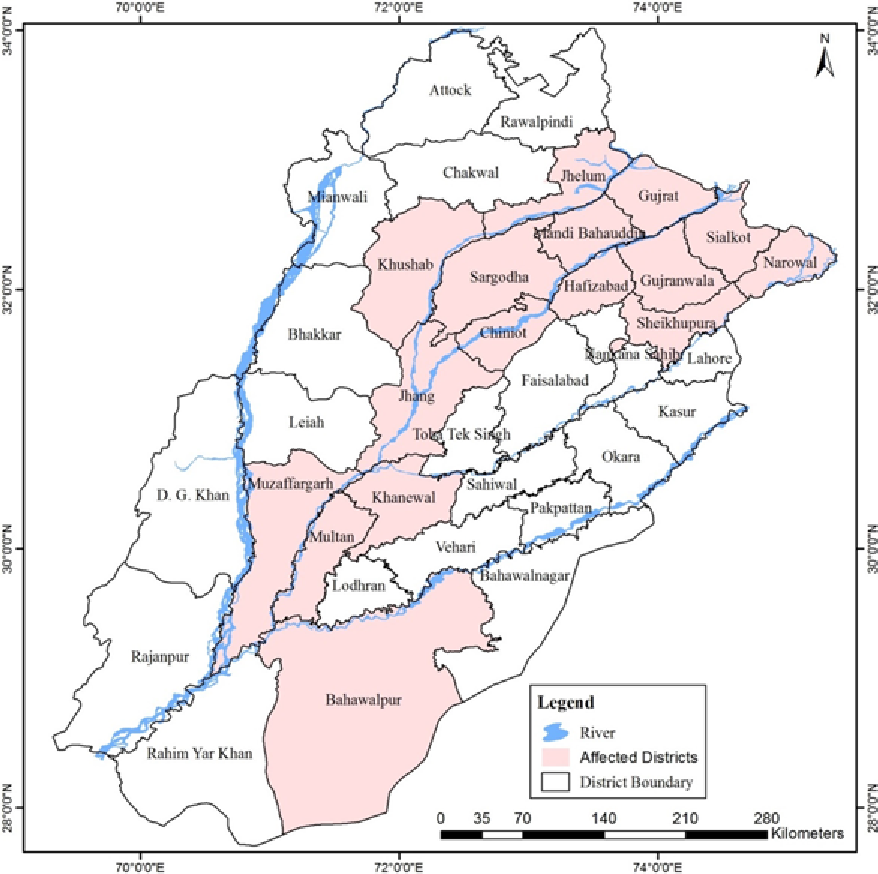 70°0'0"E 72°0'0"E 74°0'0"E
34°0'0"N 34°0'0"N
N
Attock
Rawalpindi
Chakwal
Jhelum
Mianwali
Gujrat
Mandi Bahauddin
Sialkot
Khushab
Narowal
Sargodha
Hafizabad
Gujranwala
32°0'0"N 32°0'0"N
Sheikhupura
Bhakkar
Chiniot
Nankana Sahib
Lahore
Faisalabad
Jhang
Kasur
Leiah
Toba Tek Singh
Okara
Muzaffargarh
Sahiwal
D. G. Khan
Khanewal
Pakpattan
Multan
Vehari
30°0'0"N 30°0'0"N
Bahawalnagar
Lodhran
Rajanpur
Bahawalpur
Rahim Yar Khan
Legend
River
Affected Districts
District Boundary
28°0'0"N 28°0'0"N
0 35 70 140 210 280
Kilometers
70°0'0"E 72°0'0"E 74°0'0"E